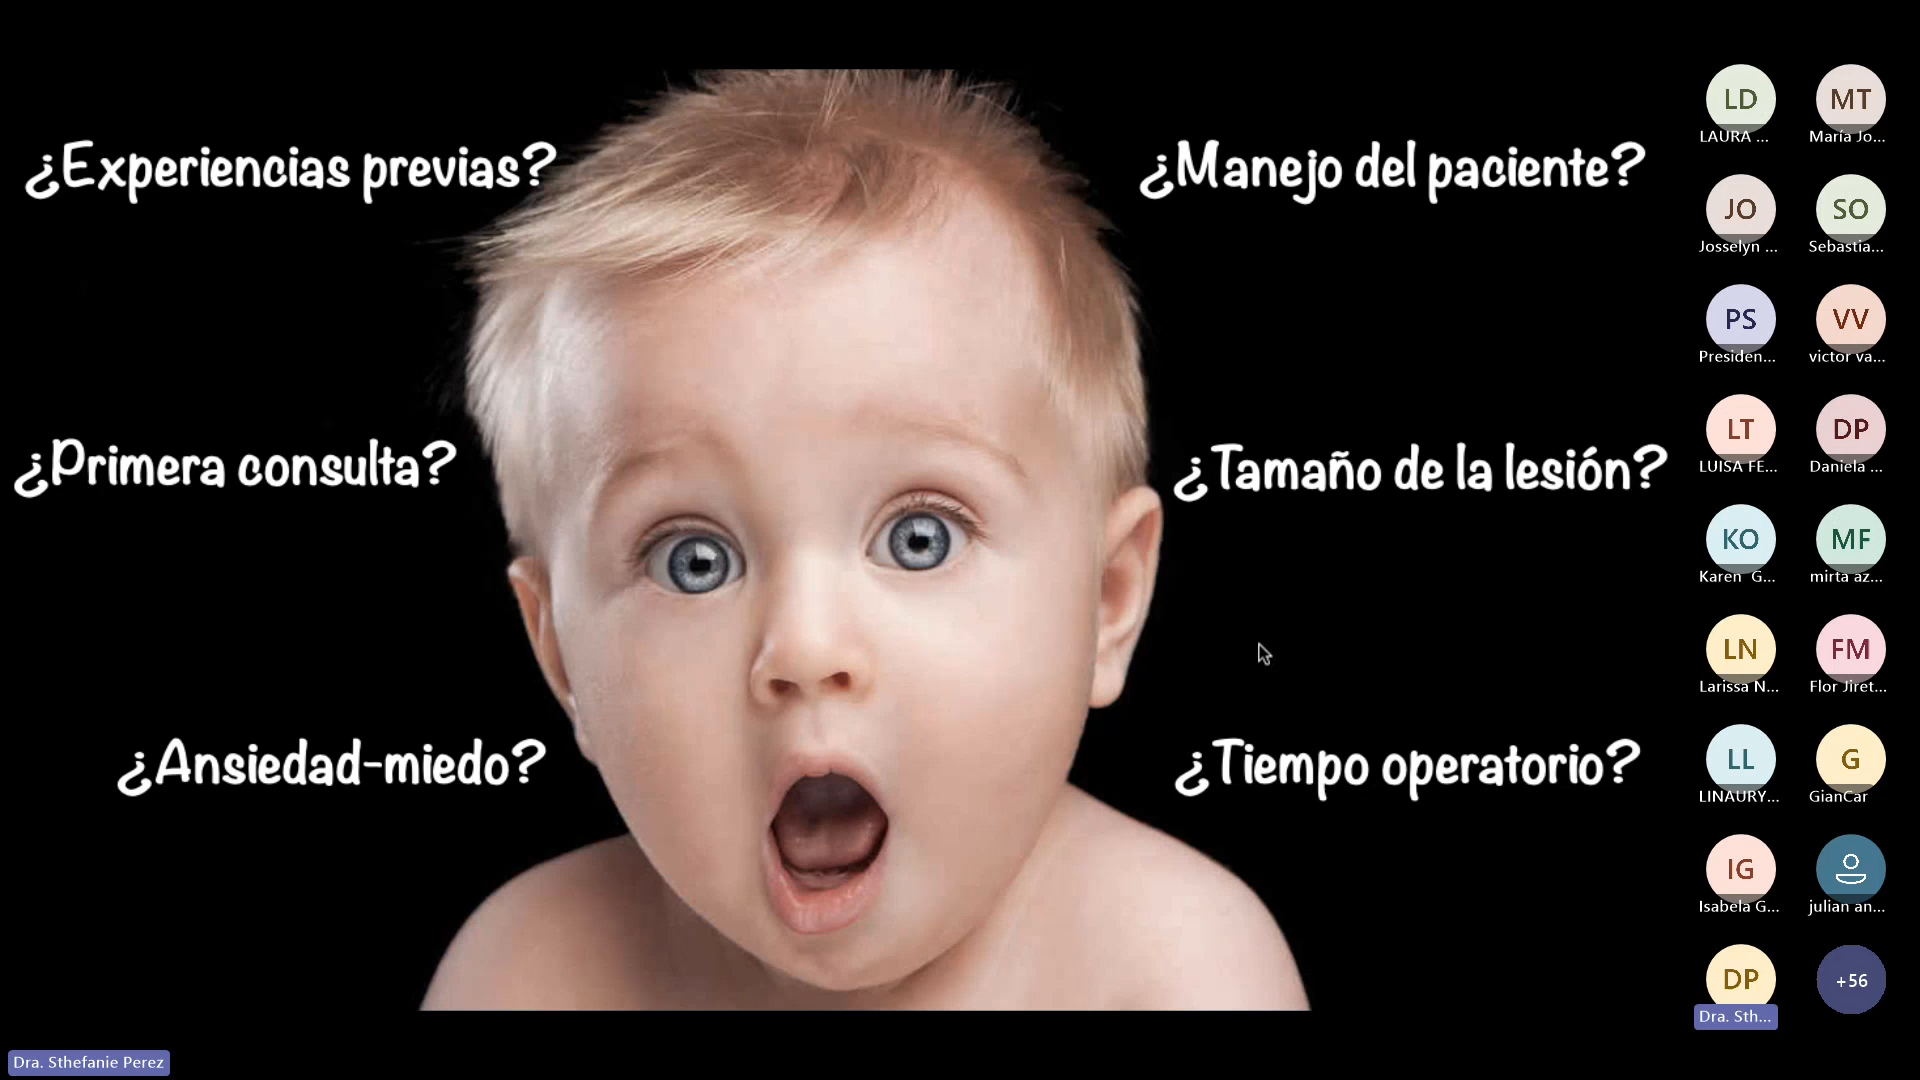 ¿Experiencias previas?
¿Manejo del paciente?
¿Primera consulta?
¿Tamaño de la lesión?
¿Ansiedad-miedo?
¿Tiempo operatorio?
LD
LAURA ...
MT
María Jo...
JO
Josselyn ...
SO
Sebastia...
PS
Presiden...
VV
victor va...
LT
LUISA FE...
DP
Daniela ...
KO
Karen G...
MF
mirta az...
LN
Larissa N...
FM
Flor Jiret...
LL
LINAURY...
G
GianCar
IG
Isabela G...
julian an...
DP
Dra. Sth...
+56
Dra. Sthefanie Perez